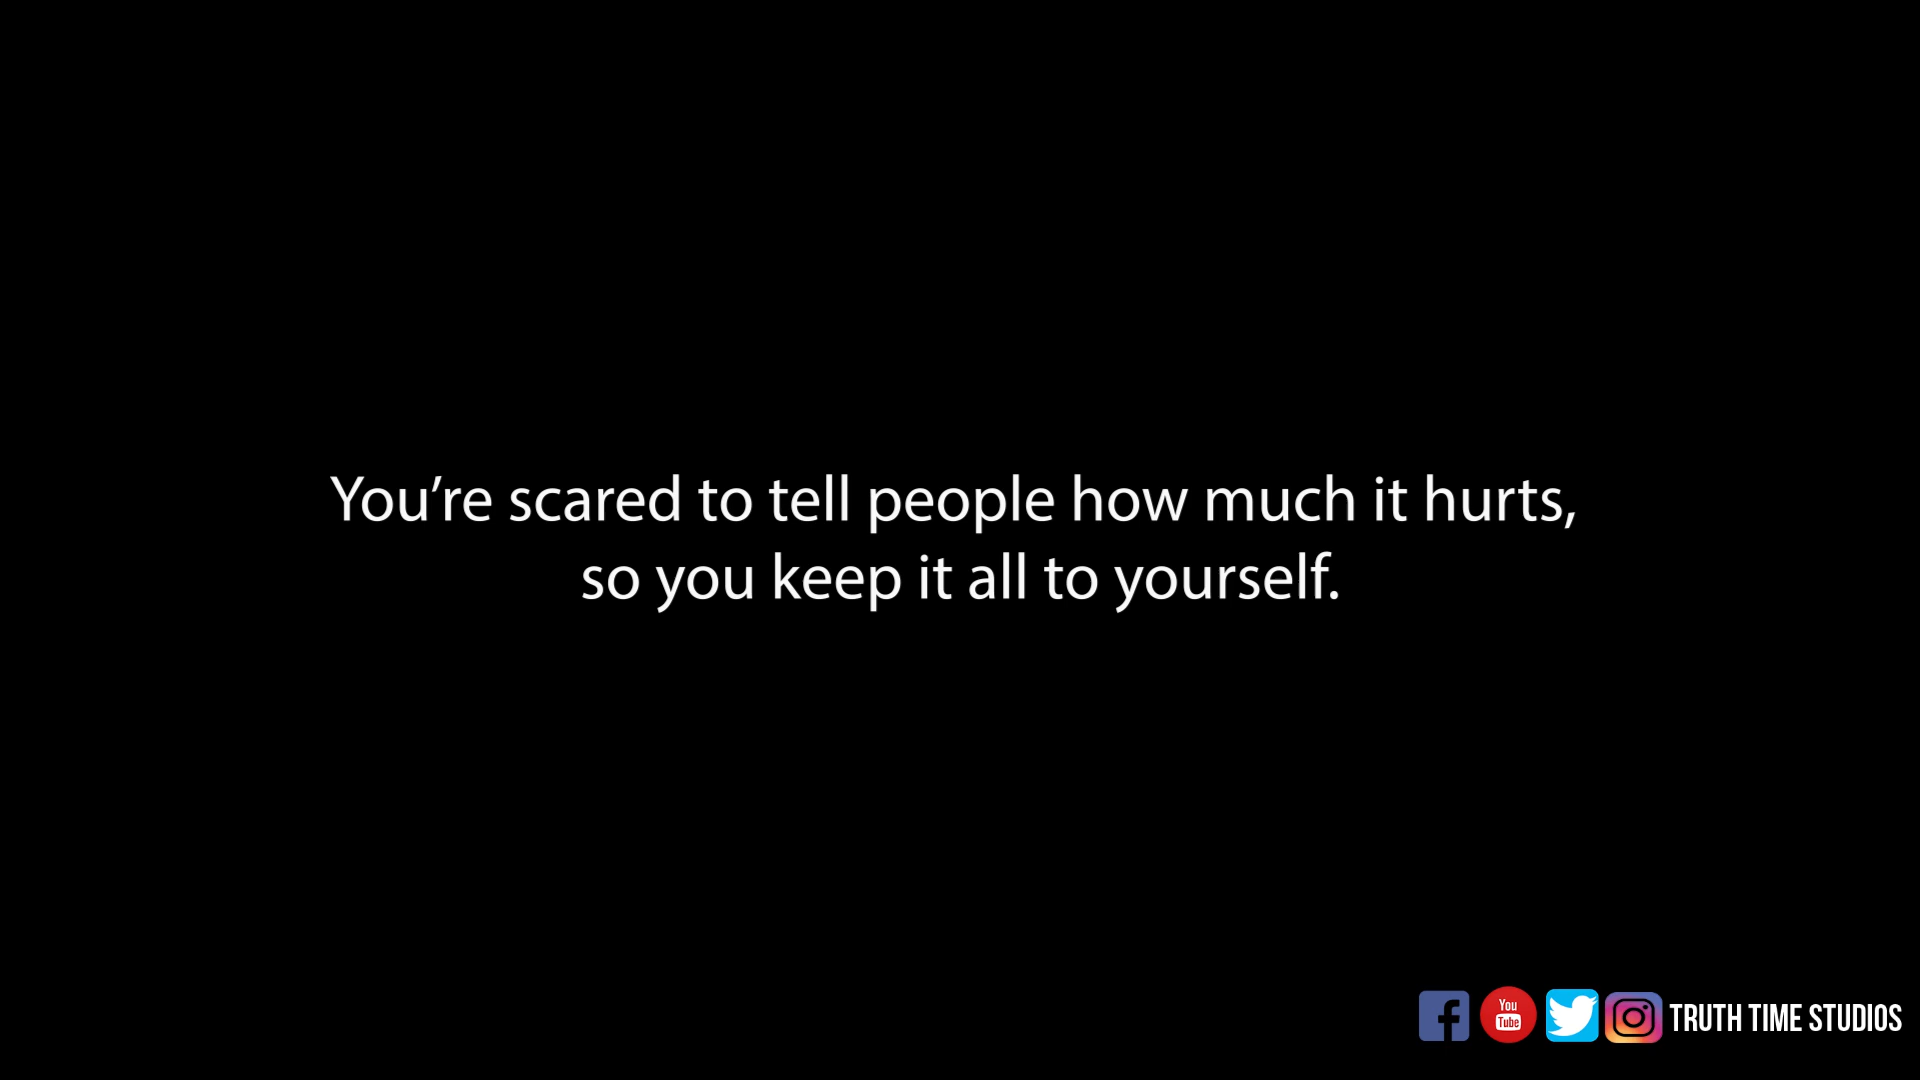 You’re scared to tell people how much it hurts,
so you keep it all to yourself.
You
Tube
TRUTH TIME STUDIOS